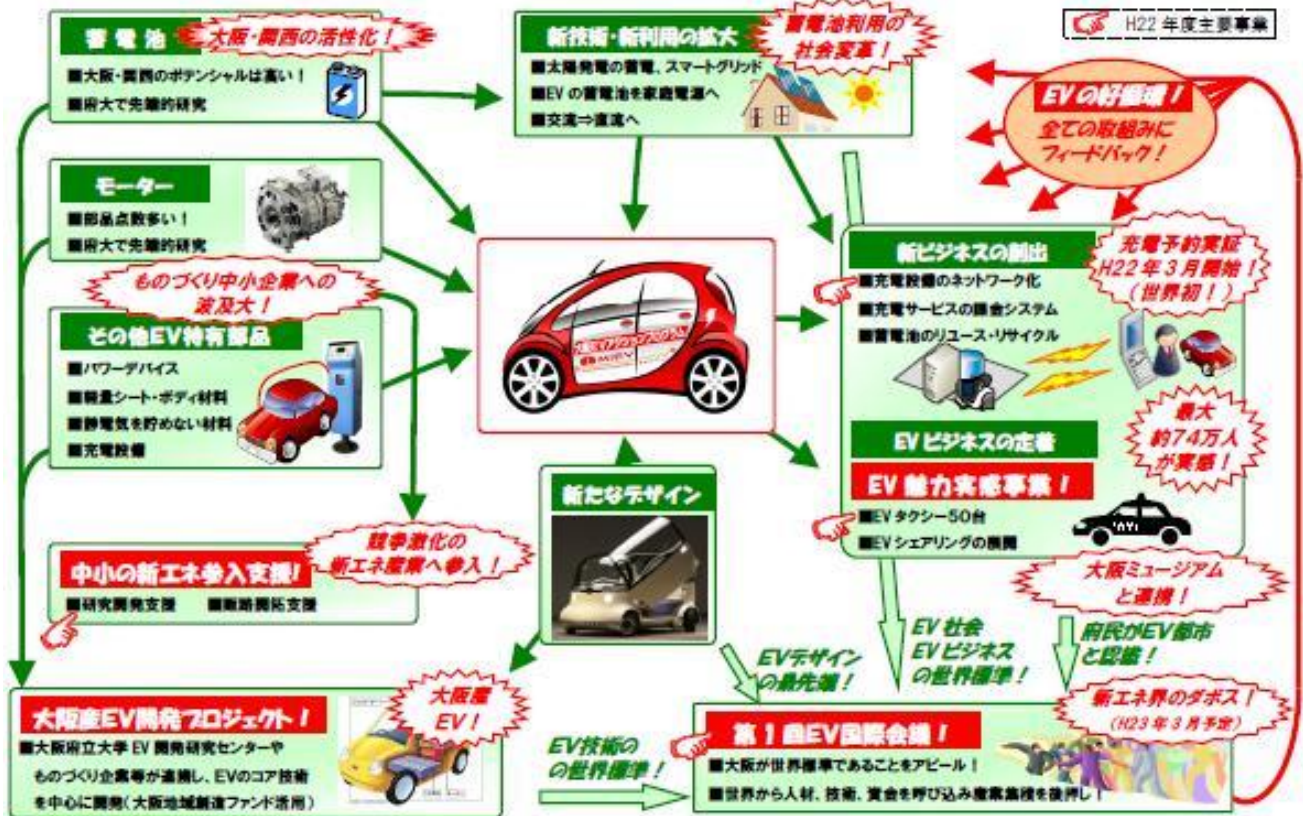 H22年度主要事業
蓄電池
大阪・関西の活性化!
■大阪・関西のポテンシャルは高い!
■府大で先端的研究
新技術・新利用の拡大
蓄電池利用の
社会変革!
■太陽発電の蓄電、スマートグリッド
■EVの蓄電池を家庭電源へ
■交流⇒直流へ
EVの好循環!
全ての取組みに
フィードバック!
モーター
■部品点数多い!
■府大で先端的研究
ものづくり中小企業への
波及大!
その他EV特有部品
■パワーデバイス
■軽量シート・ボディ材料
■静電気を貯めない材料
■充電設備
大阪EVアクションプログラム
新ビジネスの創出
充電予約実証
H22年3月開始!
(世界初!)
■充電設備のネットワーク化
■充電サービスの課金システム
■蓄電池のリユース・リサイクル
EVビジネスの定着
最大
約74万人
が実感!
EV魅力実感事業!
■EVタクシー50台
■EVシェアリングの展開
大阪ミュージアム
と連携!
新たなデザイン
競争激化の
新エネ産業へ参入!
中小の新エネ参入支援!
■研究開発支援 ■販路開拓支援
EVデザイン
の最先端!
EV社会
EVビジネス
の世界標準!
府民がEV都市
と認識!
大阪産EV開発プロジェクト!
大阪産
EV!
■大阪府立大学EV開発研究センターや
ものづくり企業等が連携し、EVのコア技術
を中心に開発(大阪地域創造ファンド活用)
EV技術の
の世界標準!
第1回EV国際会議!
新エネ界のダボス!
(H23年3月予定)
■大阪が世界標準であることをアピール!
■世界から人材、技術、資金を呼び込み産業集積を後押し!